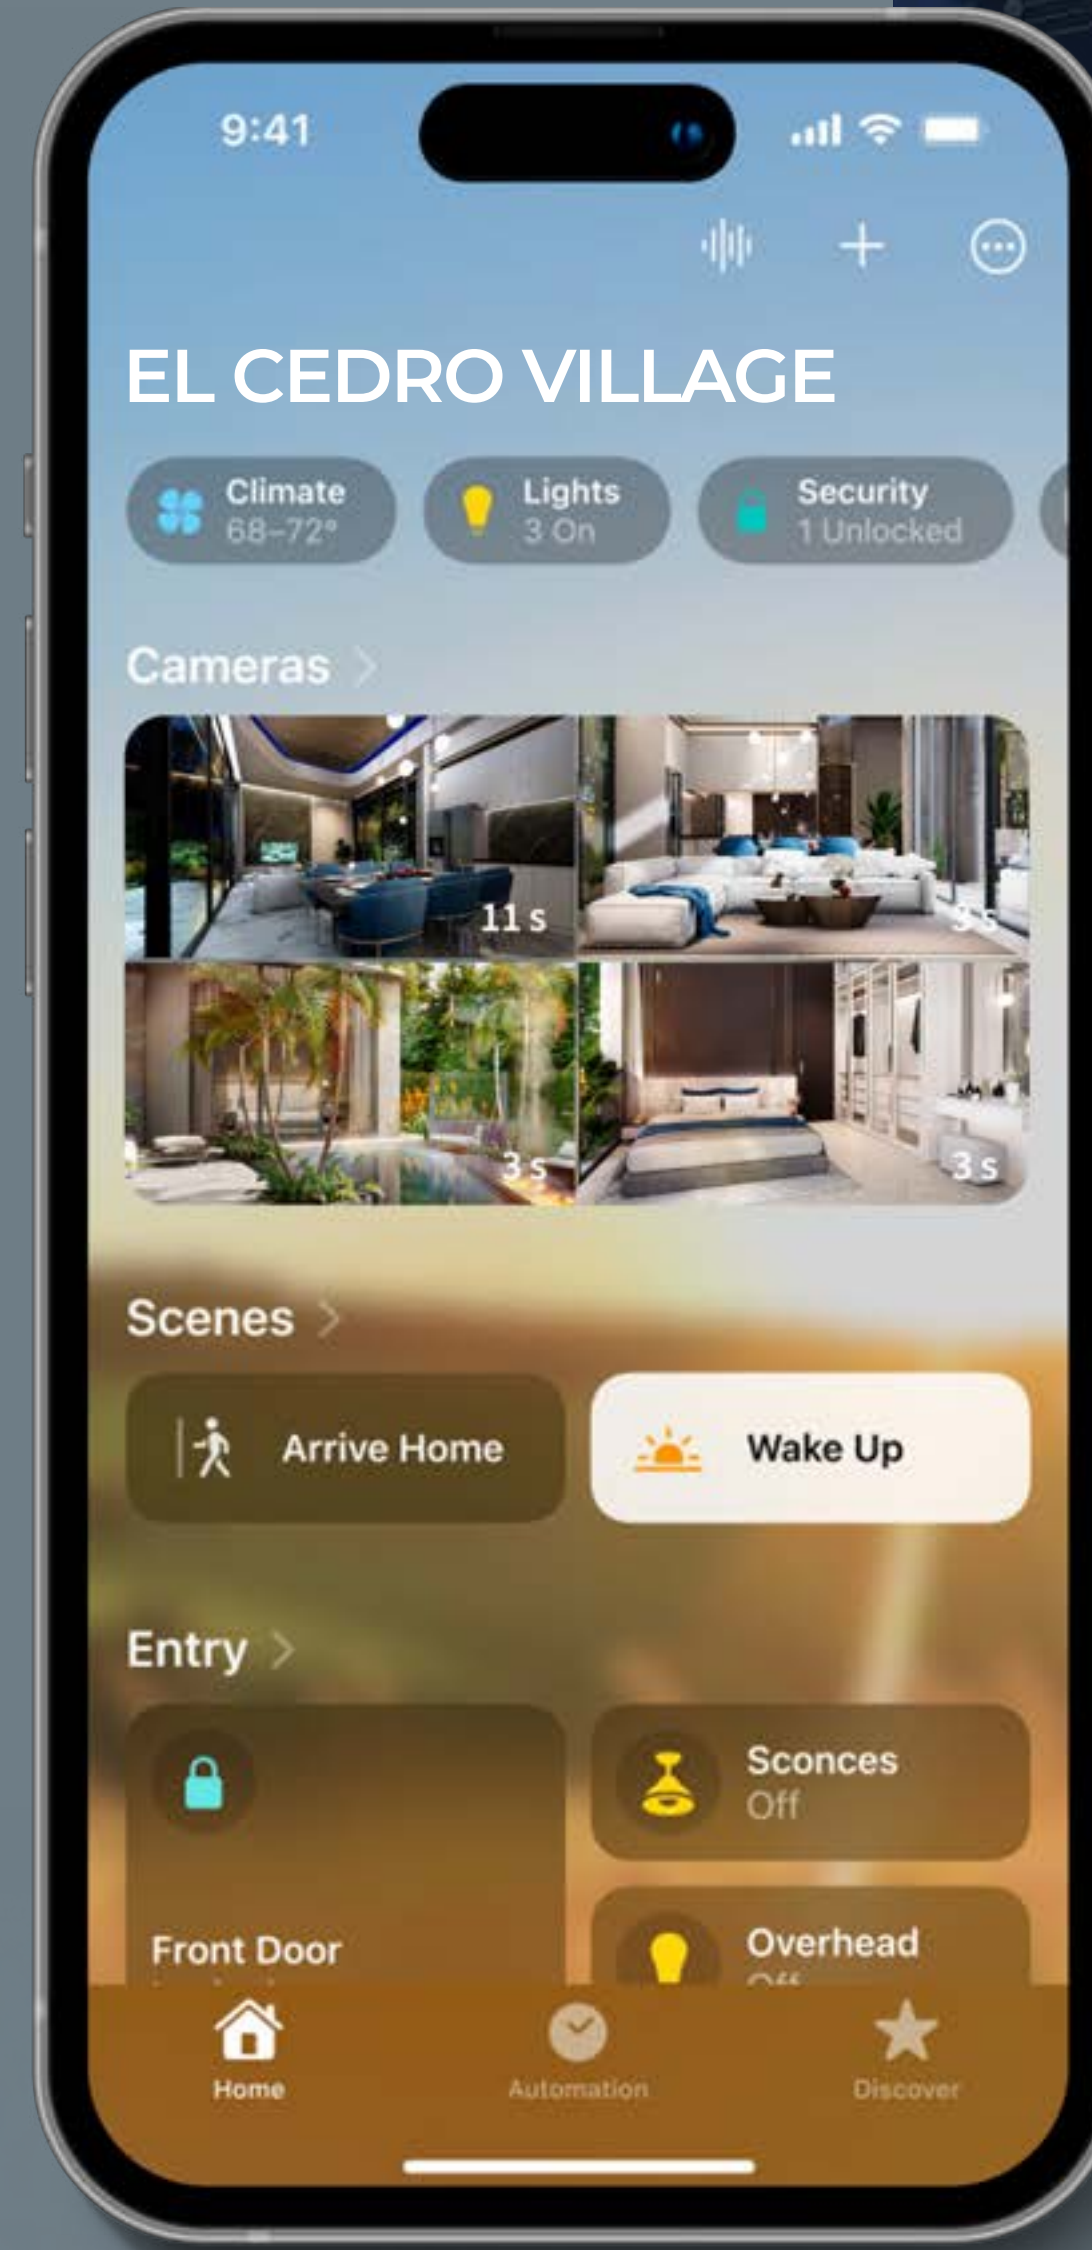 9:41
EL CEDRO VILLAGE
Climate
68–72°
Lights
3 On
Security
1 Unlocked
Cameras
11 s
3 s
3 s
3 s
Scenes
Arrive Home
Wake Up
Entry
Sconces
Off
Front Door
Overhead
Off
Home
Automation
Discover